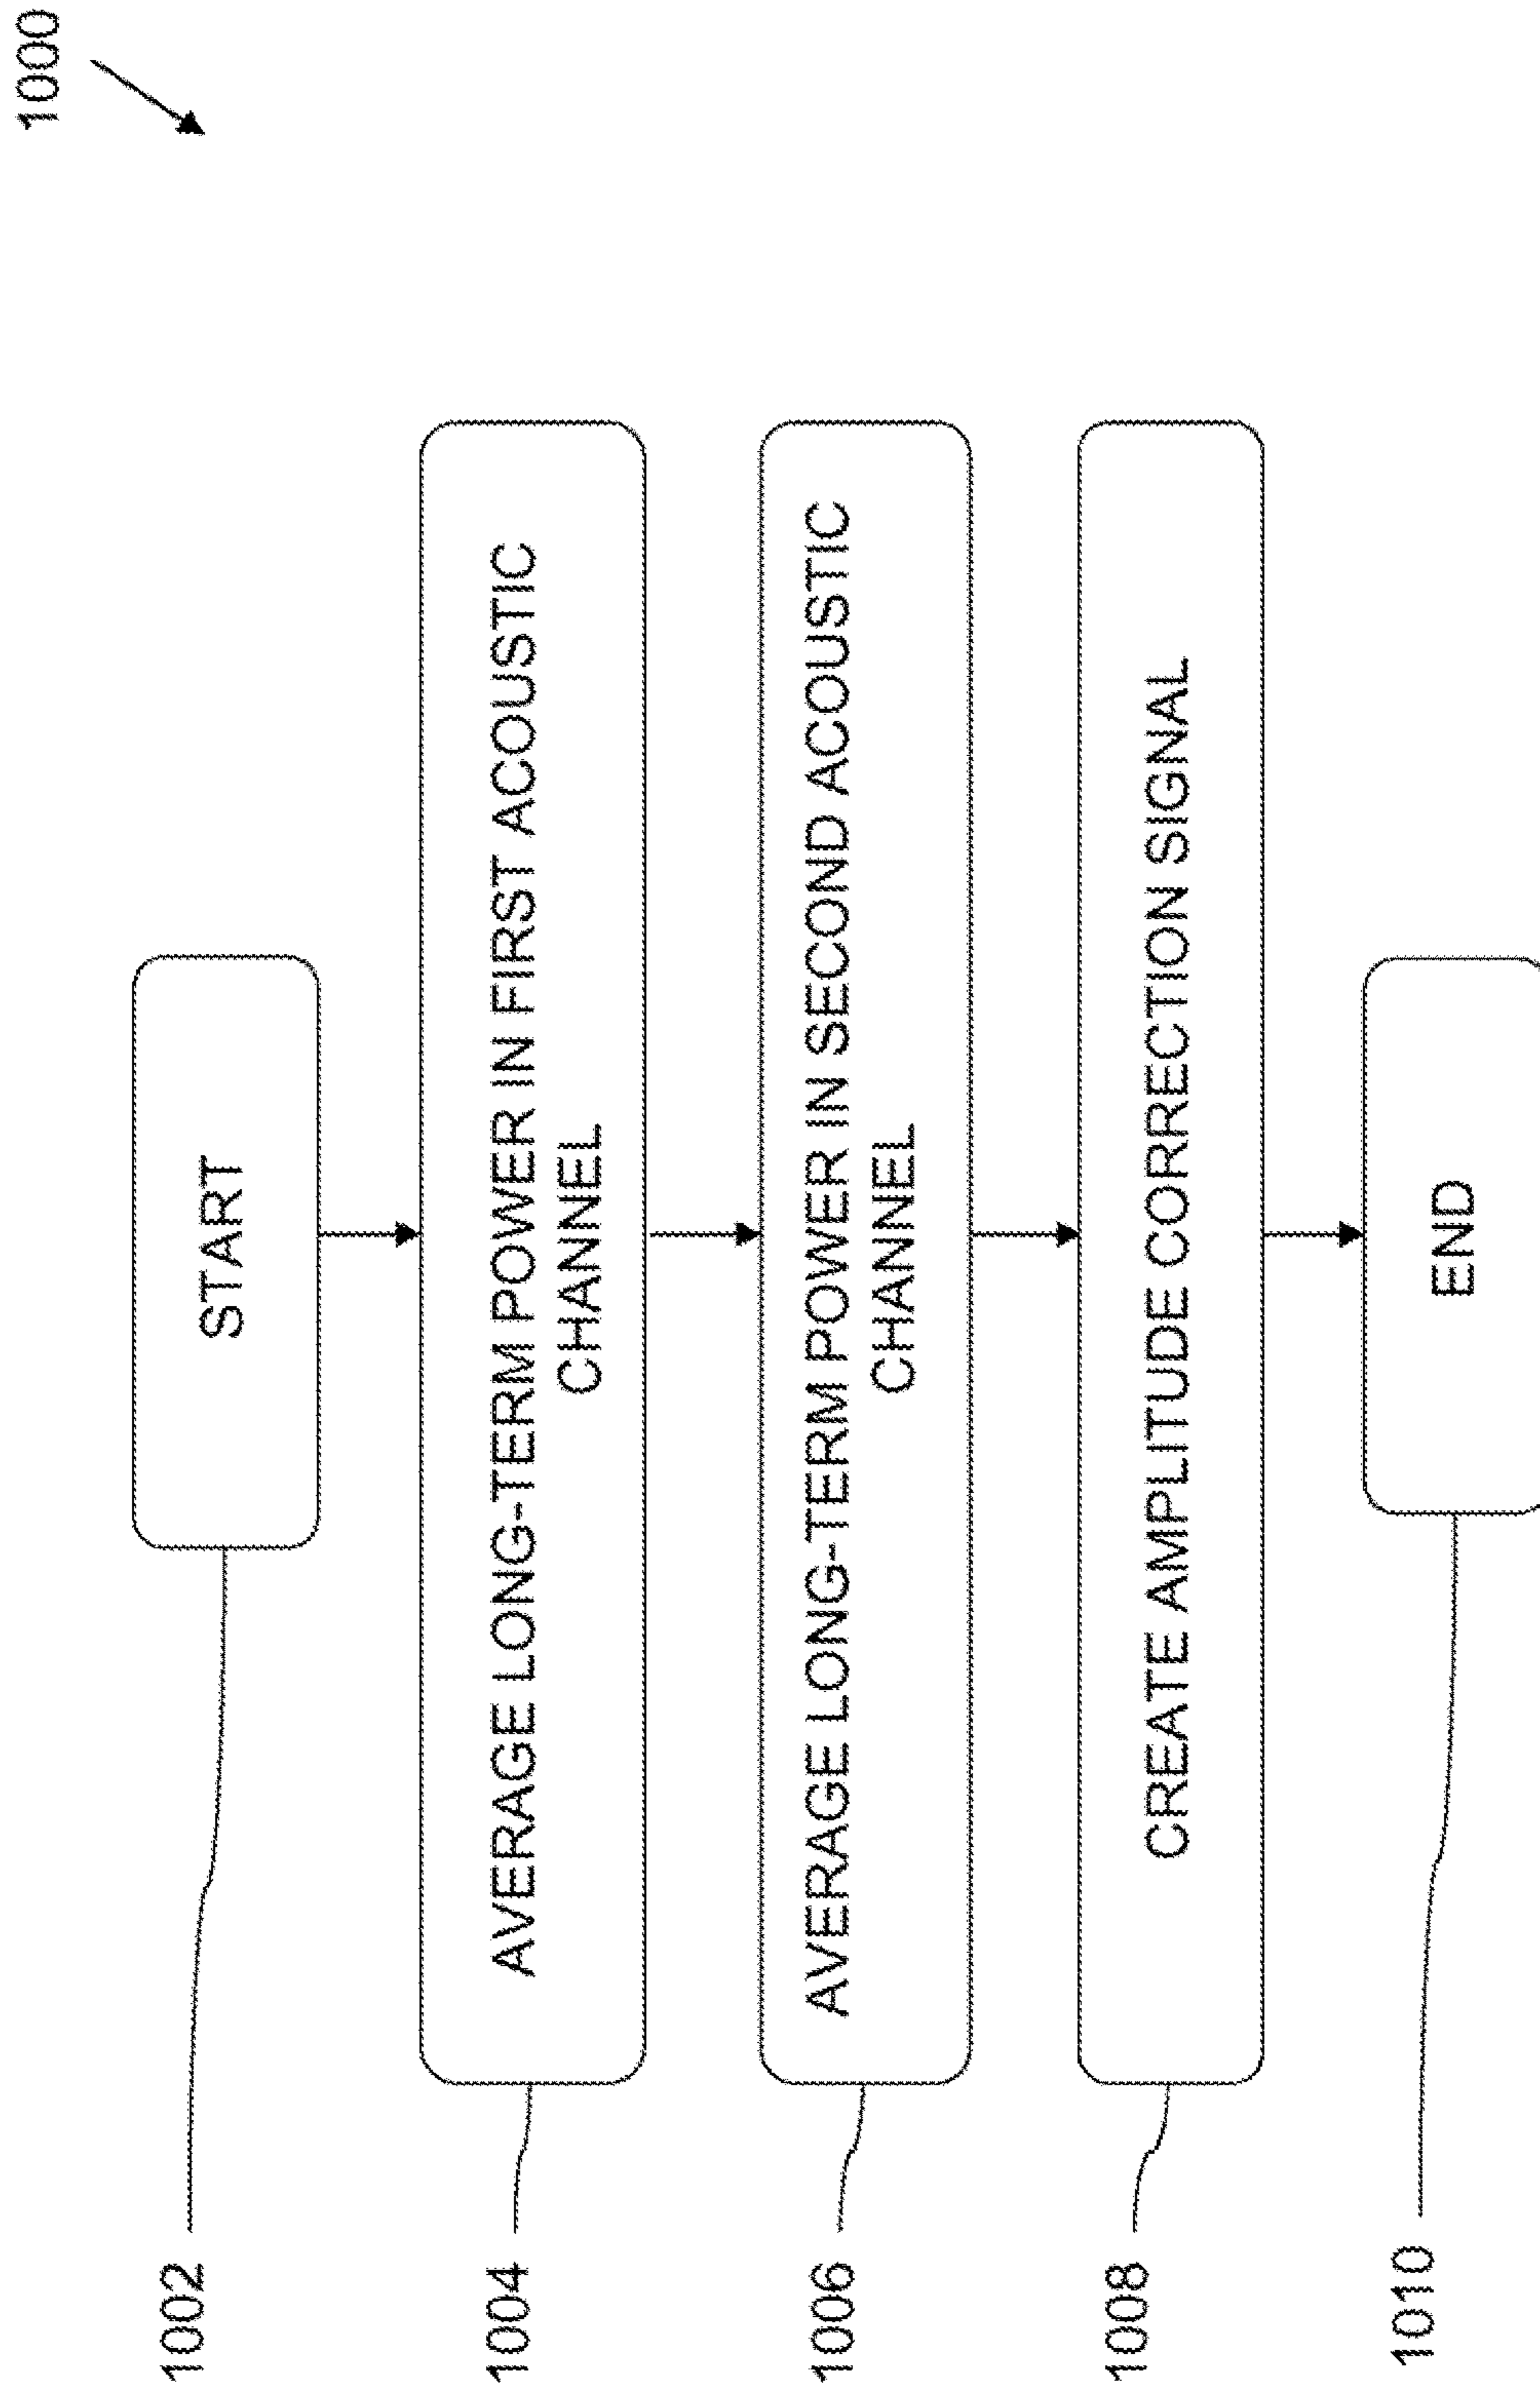 1000
1002
START
1004
AVERAGE LONG-TERM POWER IN FIRST ACOUSTIC
CHANNEL
1006
AVERAGE LONG-TERM POWER IN SECOND ACOUSTIC
CHANNEL
1008
CREATE AMPLITUDE CORRECTION SIGNAL
1010
END